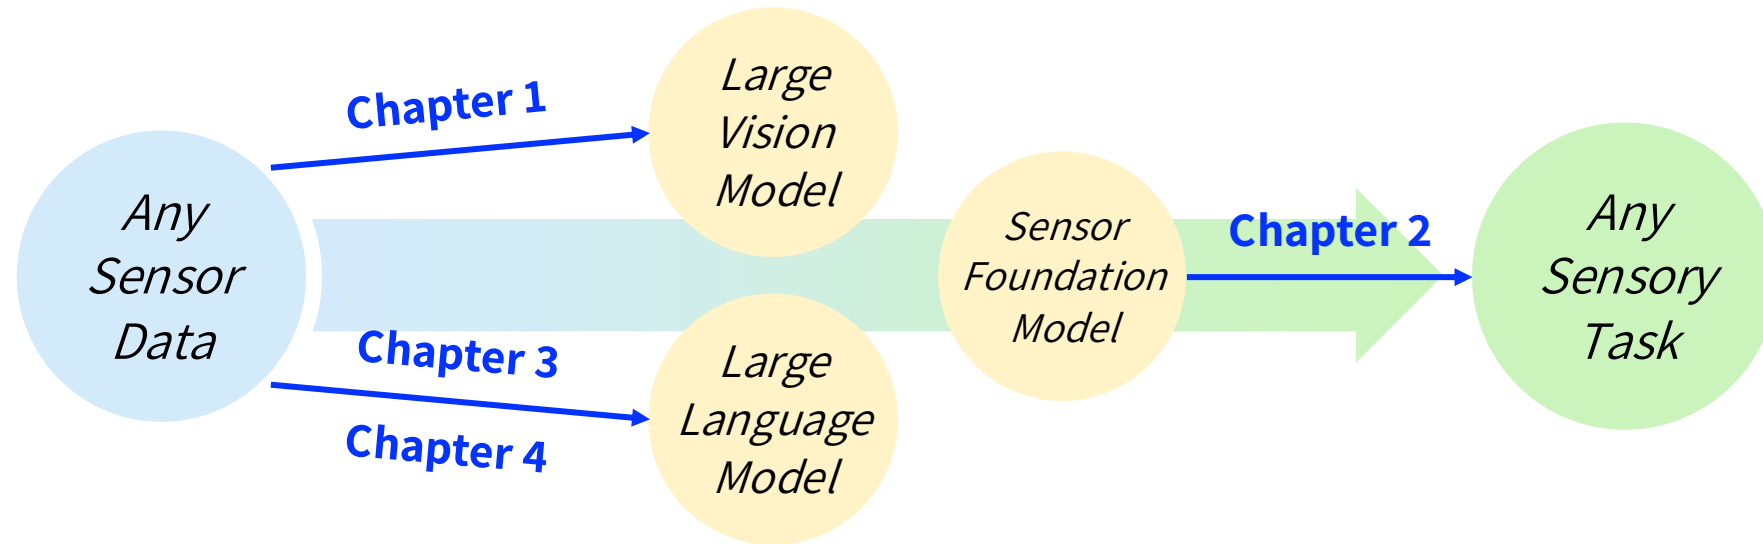 Any
Sensor
Data
Chapter 1
Chapter 3
Chapter 4
Large
Vision
Model
Large
Language
Model
Sensor
Foundation
Model
Chapter 2
Any
Sensory
Task